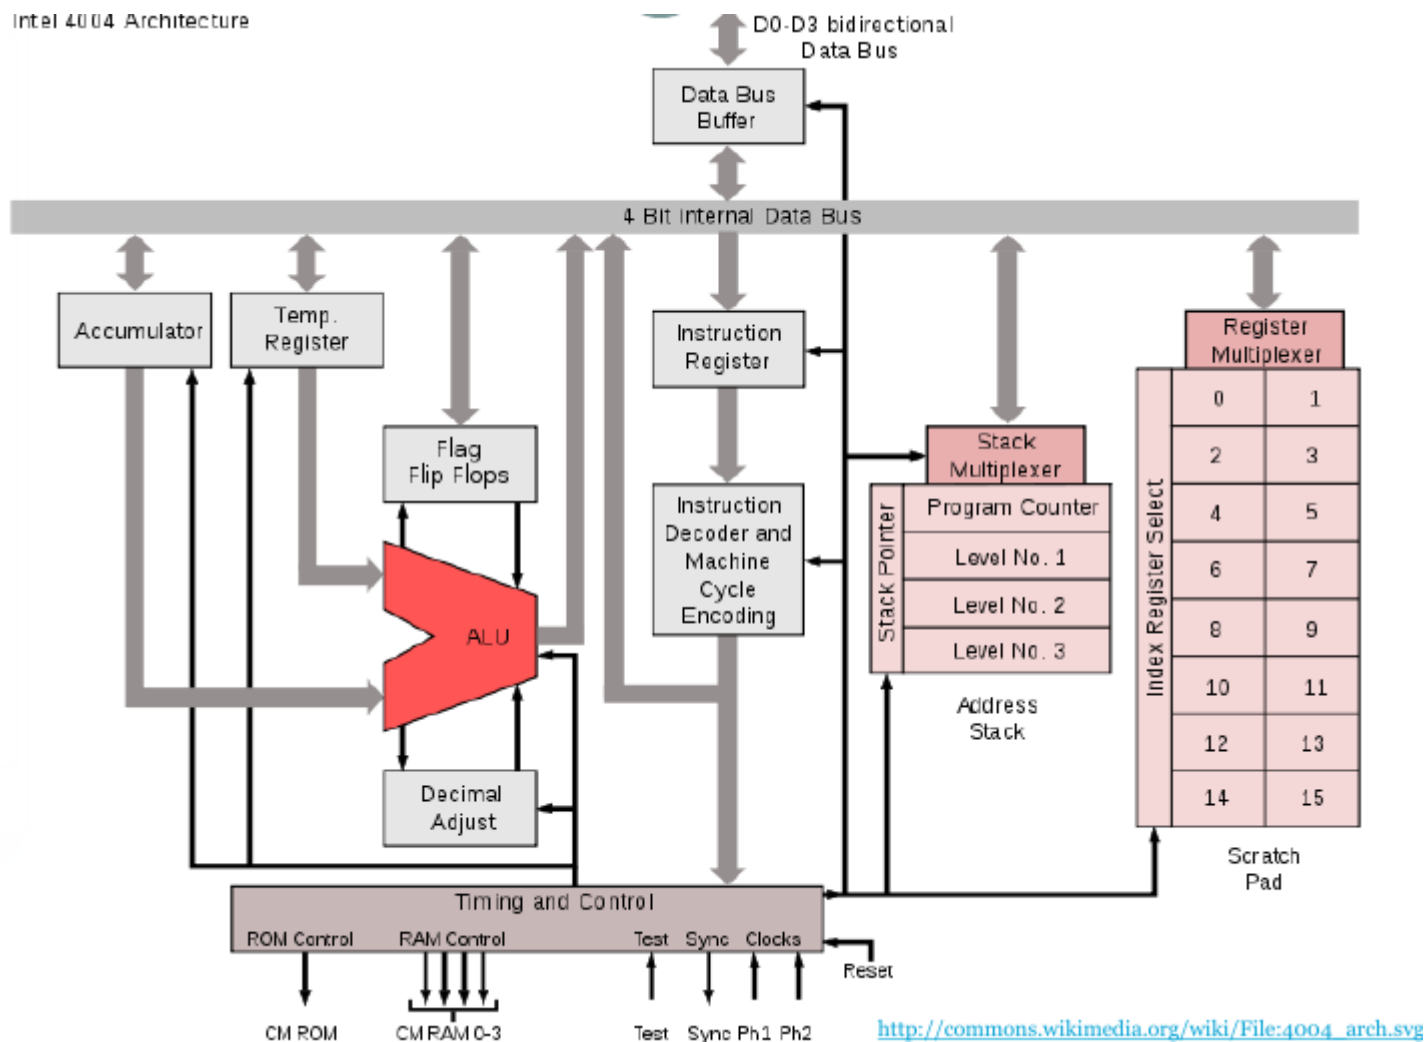 Intel 4004 Architecture
D0-D3 bidirectional
Data Bus
Data Bus
Buffer
4 Bit Internal Data Bus
Accumulator
Temp.
Register
Flag
Flip Flops
ALU
Decimal
Adjust
Instruction
Register
Instruction
Decoder and
Machine
Cycle
Encoding
Stack
Multiplexer
Stack Pointer
Program Counter
Level No. 1
Level No. 2
Level No. 3
Address
Stack
Register
Multiplexer
Index Register Select
0 1
2 3
4 5
6 7
8 9
10 11
12 13
14 15
Scratch
Pad
Timing and Control
ROM Control RAM Control Test Sync Clocks
Reset
CM ROM CM RAM 0-3 Test Sync Ph1 Ph2
http://commons.wikimedia.org/wiki/File:4004_arch.svg